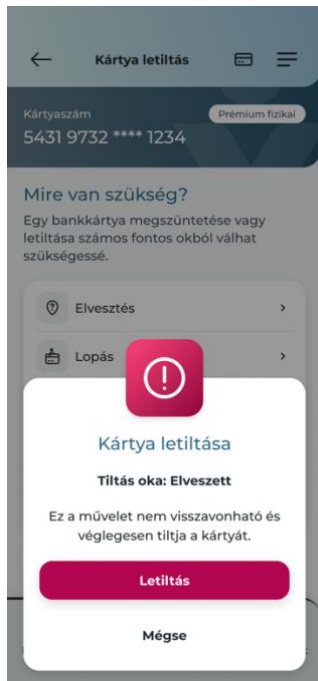 Kártya letiltás
Kártyaszám
Prémium fizikai
5431 9732 **** 1234
Mire van szükség?
Egy bankkártya megszüntetése vagy
letiltása számos fontos okból válhat
szükségessé.
Elvesztés
Lopás
Kártya letiltása
Tiltás oka: Elveszett
Ez a művelet nem visszavonható és
véglegesen tiltja a kártyát.
Letiltás
Mégse